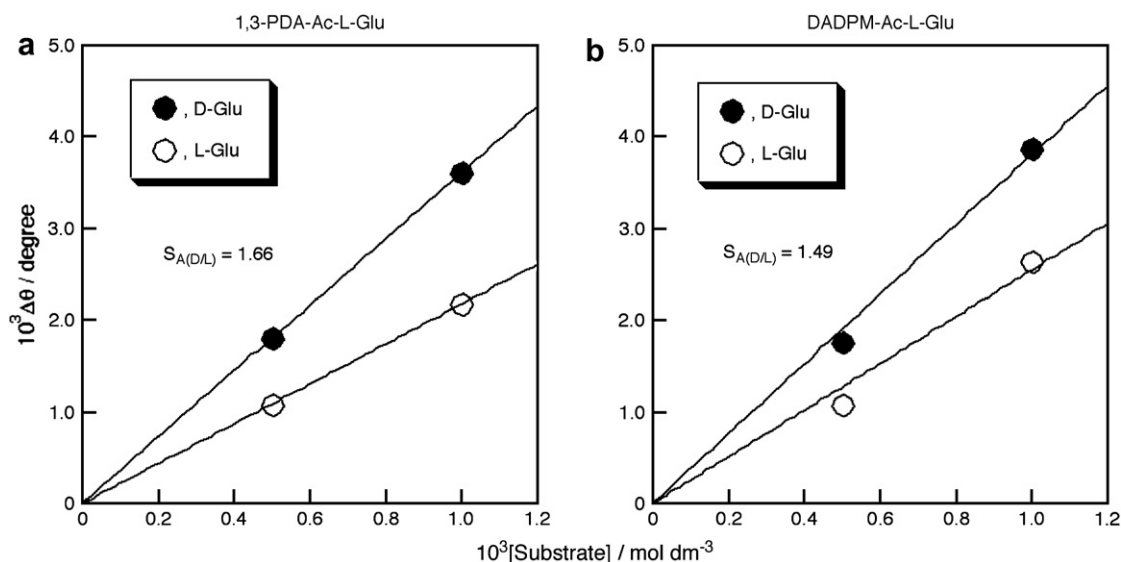 1,3-PDA-Ac-L-Glu
DADPM-Ac-L-Glu
a
5.0
4.0
3.0
2.0
1.0
0
, D-Glu
, L-Glu
S_A(D/L) = 1.66
0 0.2 0.4 0.6 0.8 1.0 1.2
b
5.0
4.0
3.0
2.0
1.0
0
, D-Glu
, L-Glu
S_A(D/L) = 1.49
0 0.2 0.4 0.6 0.8 1.0 1.2
10³Δθ / degree
10³[Substrate] / mol dm⁻³